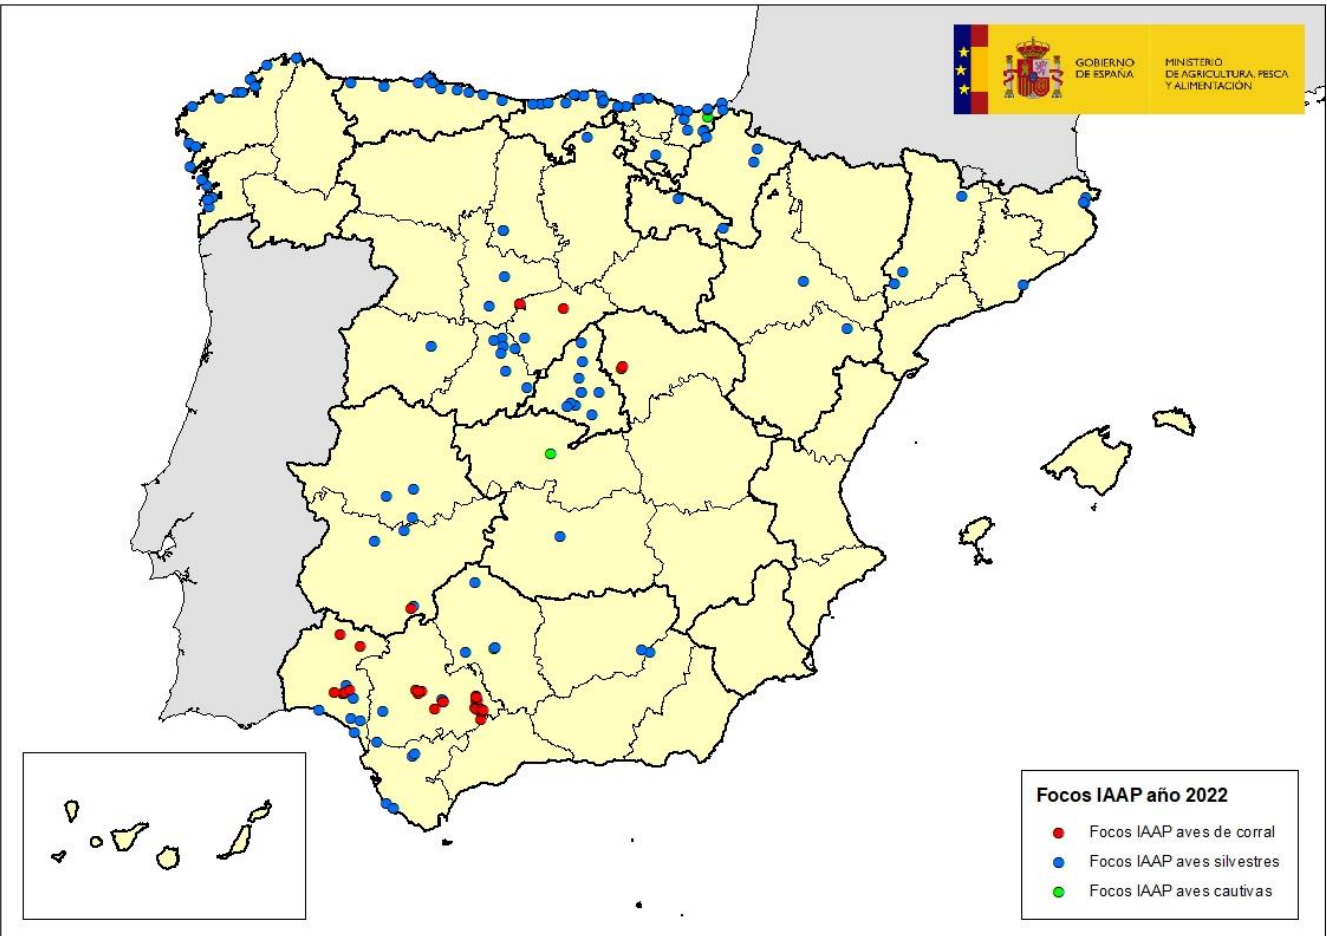 GOBIERNO
DE ESPAÑA
MINISTERIO
DE AGRICULTURA, PESCA
Y ALIMENTACIÓN
Focos IAAP año 2022
Focos IAAP aves de corral
Focos IAAP aves silvestres
Focos IAAP aves cautivas